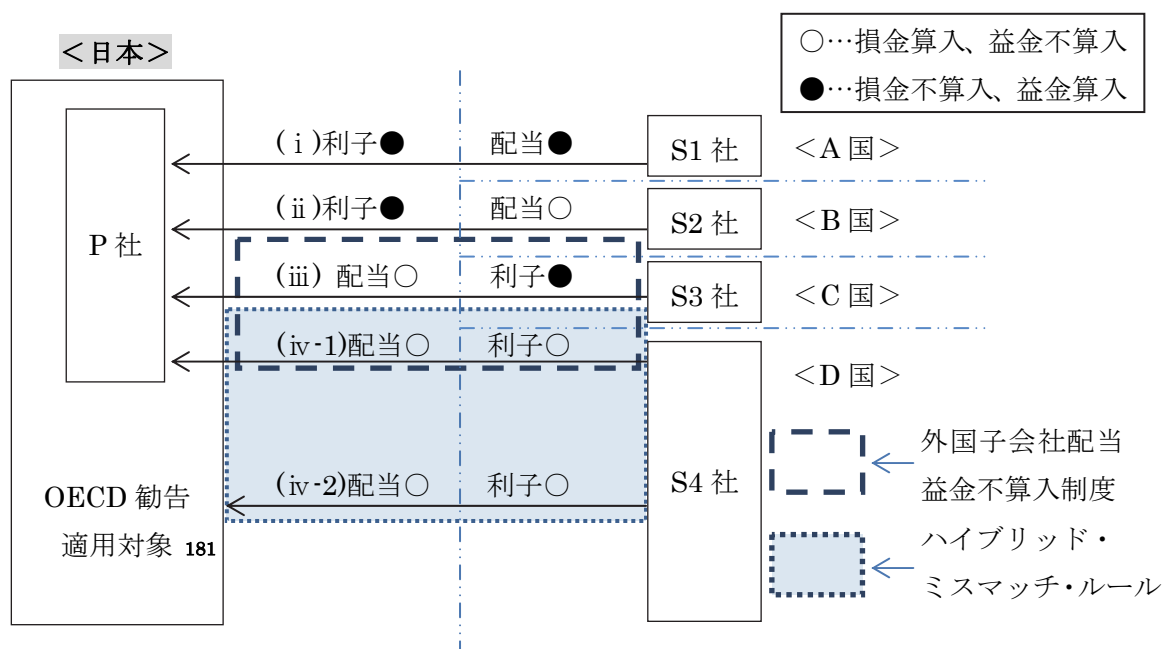 ＜日本＞
○…損金算入、益金不算入
●…損金不算入、益金算入
(ⅰ)利子● 配当● S1 社 ＜A 国＞
(ⅱ)利子● 配当○ S2 社 ＜B 国＞
P 社
(ⅲ) 配当○ 利子● S3 社 ＜C 国＞
(ⅳ-1)配当○ 利子○
＜D 国＞
外国子会社配当
益金不算入制度
(ⅳ-2)配当○ 利子○ S4 社
OECD 勧告
適用対象 181
ハイブリッド・
ミスマッチ・ルール